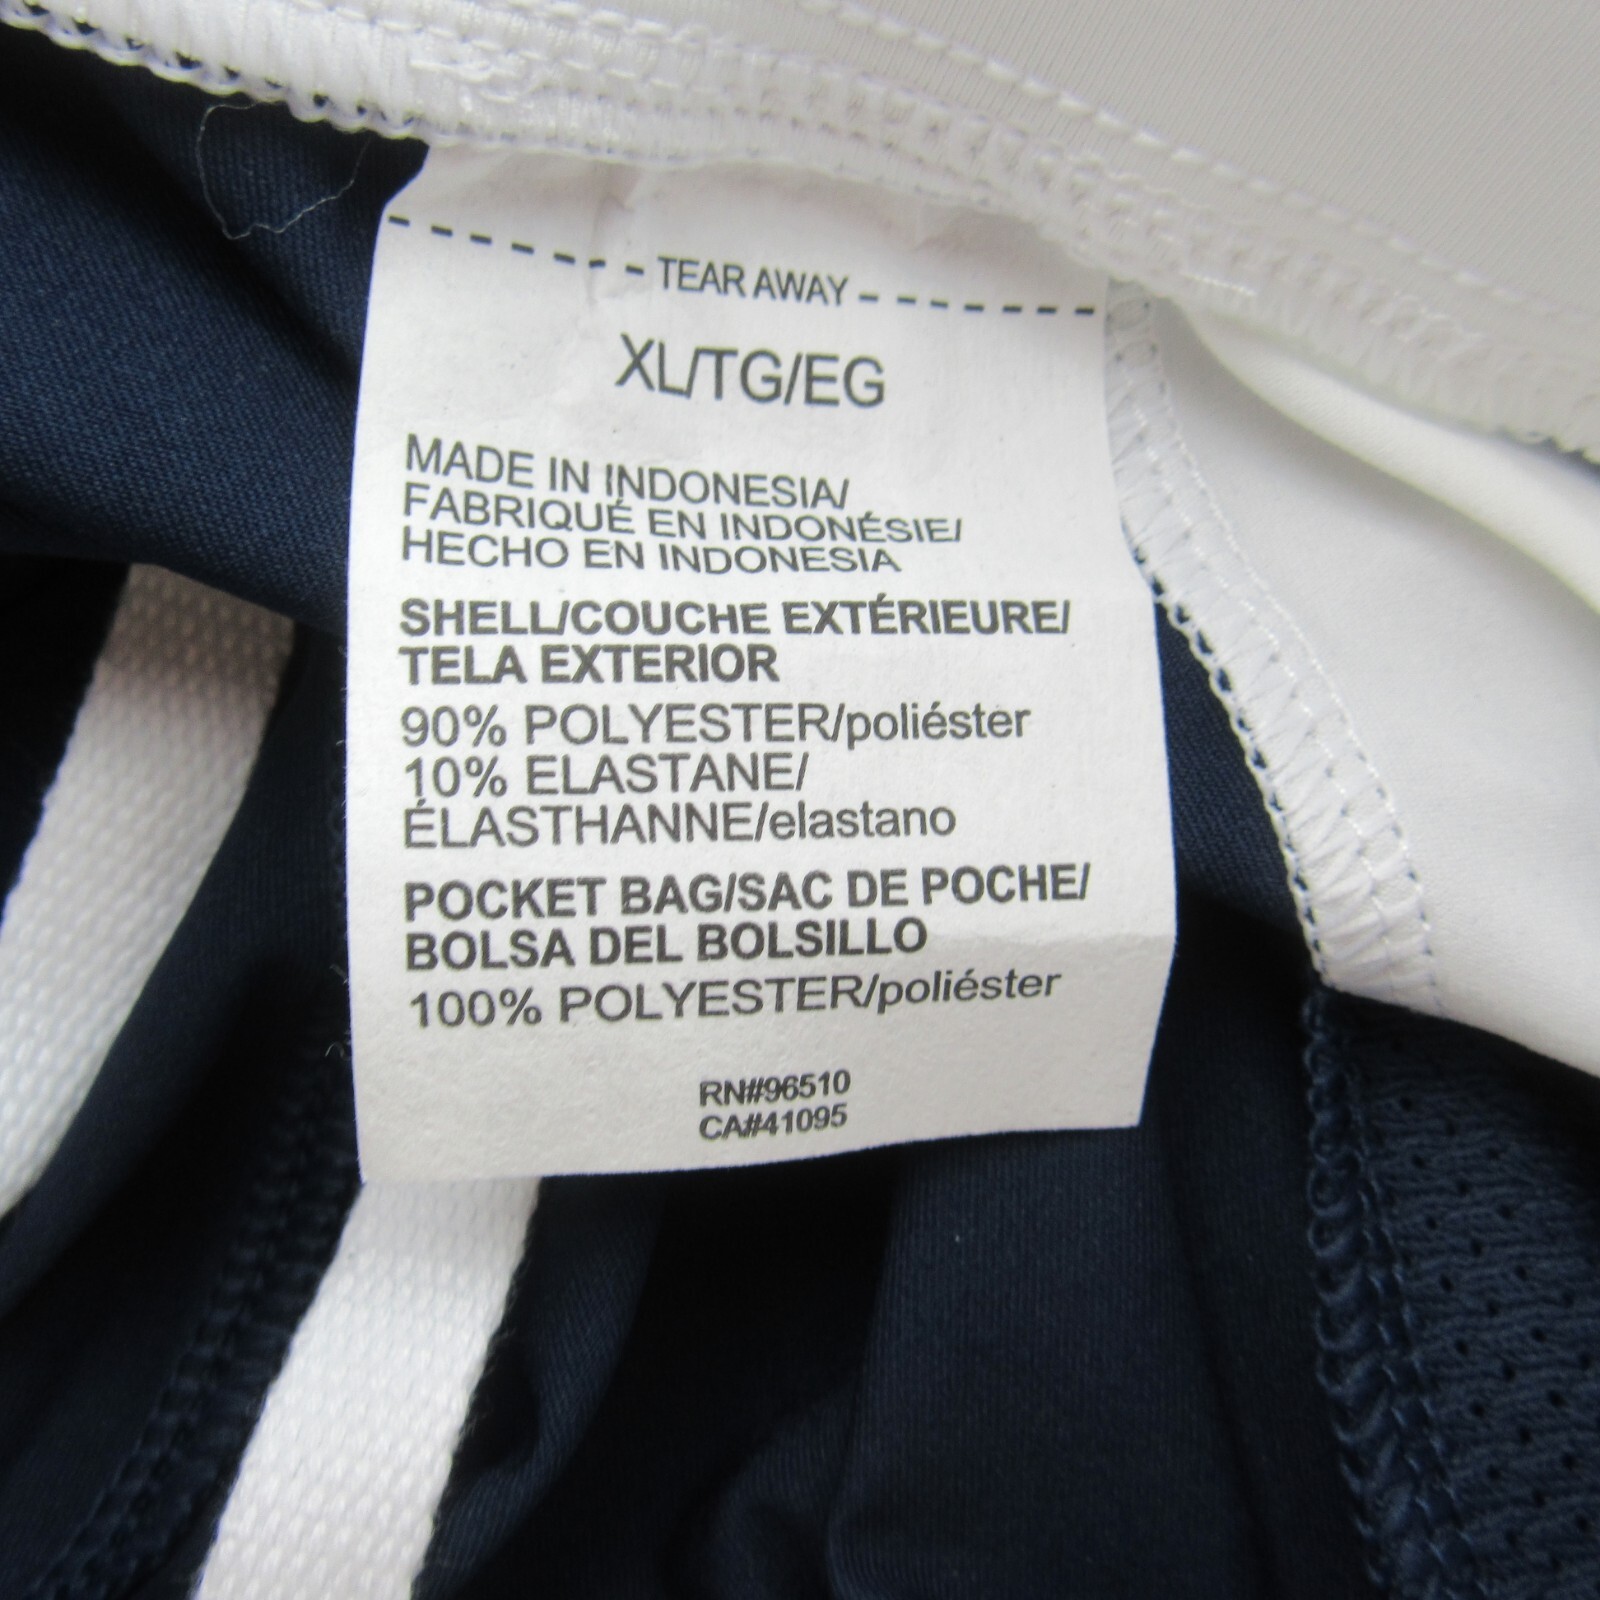 TEAR AWAY
XL/TG/EG
MADE IN INDONESIA/
FABRIQUÉ EN INDONÉSIE/
HECHO EN INDONESIA
SHELL/COUCHE EXTÉRIEURE/
TELA EXTERIOR
90% POLYESTER/poliéster
10% ELASTANE/
ÉLASTHANNE/elastano
POCKET BAG/SAC DE POCHE/
BOLSA DEL BOLSILLO
100% POLYESTER/poliéster
RN#96510
CA#41095